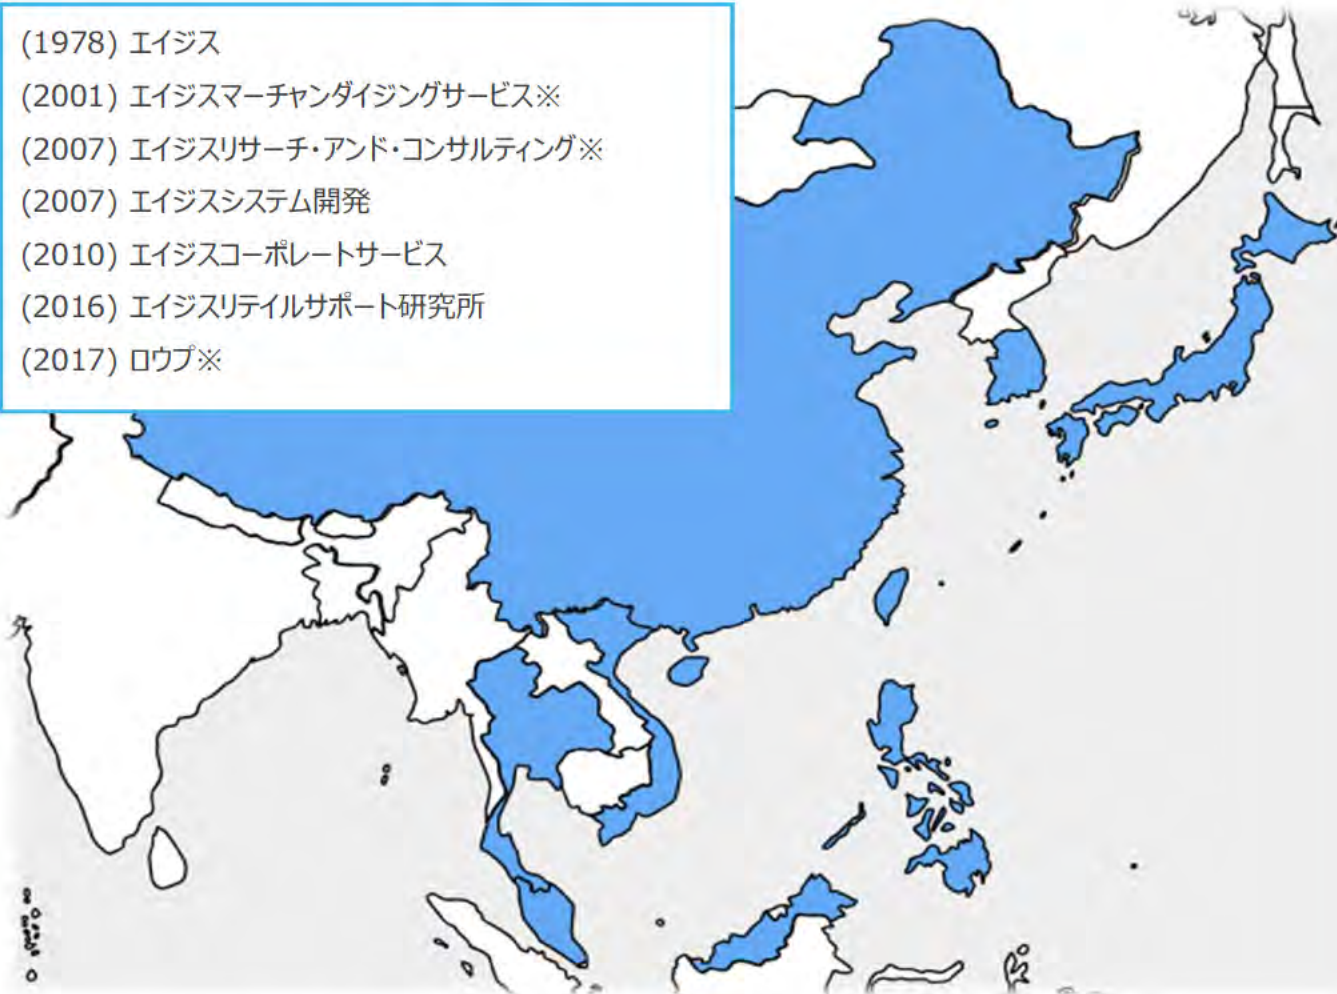 (1978) エイジス
(2001) エイジスマーチャンダイジングサービス※
(2007) エイジスリサーチ・アンド・コンサルティング※
(2007) エイジスシステム開発
(2010) エイジスコーポレートサービス
(2016) エイジスリテイルサポート研究所
(2017) ロウプ※